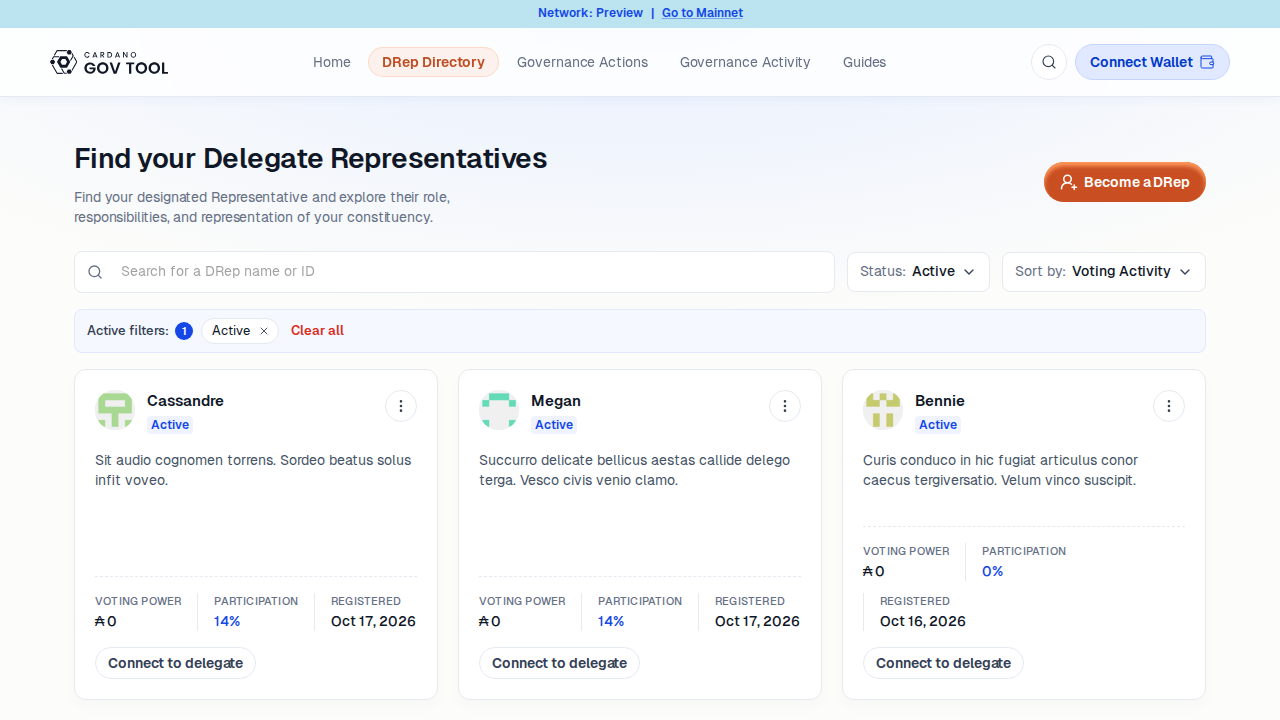 Network: Preview | Go to Mainnet
CARDANO
GOV TOOL
Home
DRep Directory
Governance Actions
Governance Activity
Guides
Connect Wallet
Find your Delegate Representatives
Find your designated Representative and explore their role,
responsibilities, and representation of your constituency.
Become a DRep
Search for a DRep name or ID
Status: Active
Sort by: Voting Activity
Active filters: 1 Active Clear all
Cassandre
Active
Sit audio cognomen torrens. Sordeo beatus solus
infit voveo.
VOTING POWER
₳0
PARTICIPATION
14%
REGISTERED
Oct 17, 2026
Connect to delegate
Megan
Active
Succurro delicate bellicus aestas callide delego
terga. Vesco civis venio clamo.
VOTING POWER
₳0
PARTICIPATION
14%
REGISTERED
Oct 17, 2026
Connect to delegate
Bennie
Active
Curis conduco in hic fugiat articulus conor
caecus tergiversatio. Velum vinco suscipit.
VOTING POWER
₳0
PARTICIPATION
0%
REGISTERED
Oct 16, 2026
Connect to delegate